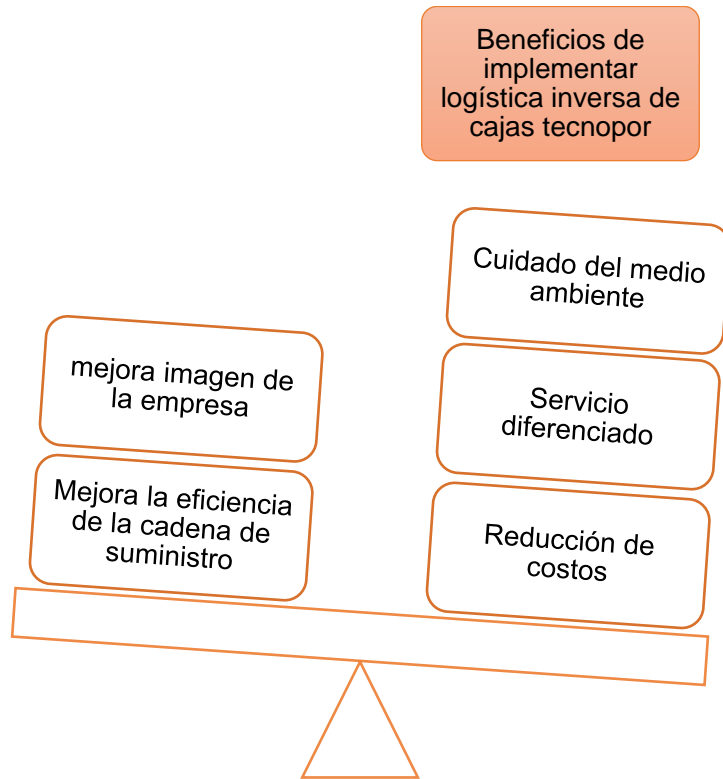 Beneficios de
implementar
logística inversa de
cajas tecnopor
Cuidado del medio
ambiente
mejora imagen de
la empresa
Servicio
diferenciado
Mejora la eficiencia
de la cadena de
suministro
Reducción de
costos